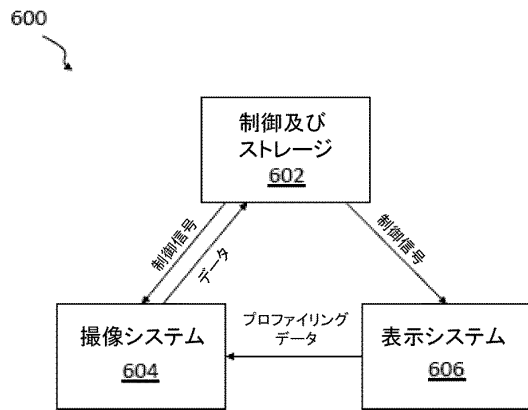 600
制御及び
ストレージ
602
制御信号
データ
制御信号
撮像システム
604
プロファイリング
データ
表示システム
606